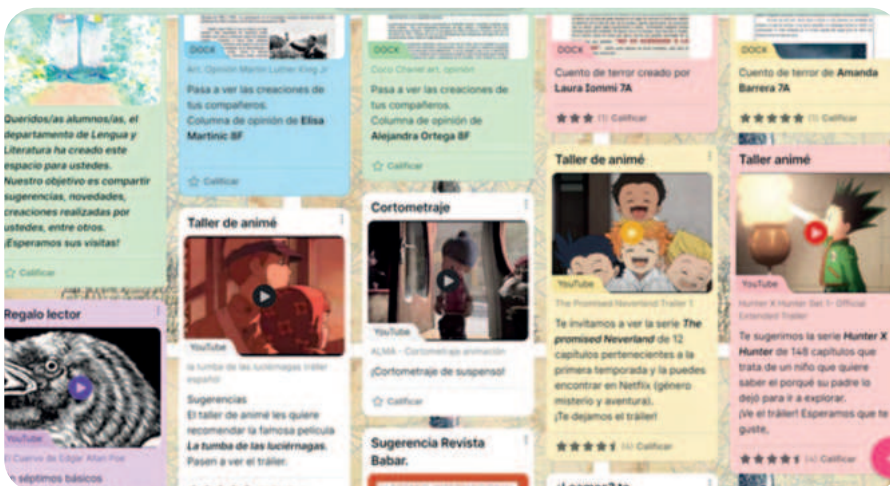 Queridos/as alumnos/as, el
departamento de Lengua y
Literatura ha creado este
espacio para ustedes.
Nuestro objetivo es compartir
sugerencias, novedades,
creaciones realizadas por
ustedes, entre otros.
¡Esperamos sus visitas!
Calificar
Regalo lector
YouTube
El Cuervo de Edgar Allan Poe
séptimos básicos
DOCX
Art. Opinión Martin Luther King Jr
Pasa a ver las creaciones de
tus compañeros.
Columna de opinión de Elisa
Martinic 8F
Calificar
Taller de animé
YouTube
la tumba de las luciérnagas tráiler
español
Sugerencias
El taller de animé les quiere
recomendar la famosa película
La tumba de las luciérnagas.
Pasen a ver el tráiler.
DOCX
Coco Chanel art. opinión
Pasa a ver las creaciones de
tus compañeros.
Columna de opinión de
Alejandra Ortega 8F
Calificar
Cortometraje
YouTube
ALMA - Cortometraje animación
¡Cortometraje de suspenso!
Calificar
Sugerencia Revista
Babar.
DOCX
Cuento de terror creado por
Laura Iommi 7A
(1) Calificar
Taller de animé
YouTube
The Promised Neverland Trailer 1
Te invitamos a ver la serie The
promised Neverland de 12
capítulos pertenecientes a la
primera temporada y la puedes
encontrar en Netflix (género
misterio y aventura).
¡Te dejamos el tráiler!
(4) Calificar
DOCX
Cuento de terror de Amanda
Barrera 7A
(1) Calificar
Taller animé
YouTube
Hunter X Hunter Set 1- Official
Extended Trailer
Te sugerimos la serie Hunter X
Hunter de 148 capítulos que
trata de un niño que quiere
saber el porqué su padre lo
dejó para ir a explorar.
¡Ve el tráiler! Esperamos que te
guste.
(4) Calificar